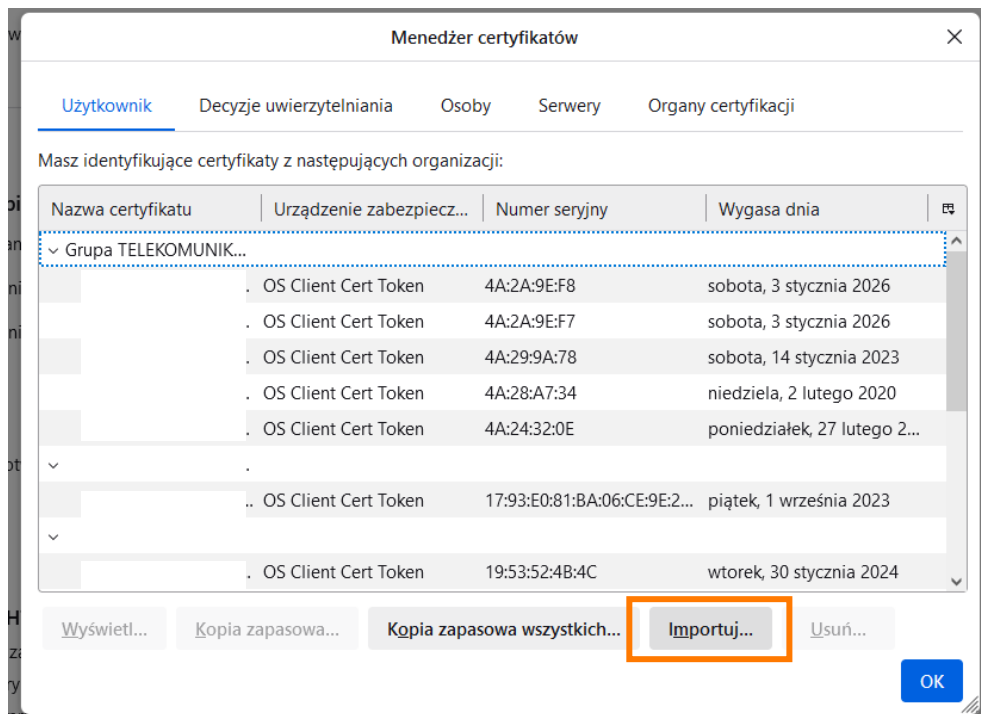 Menedżer certyfikatów
Użytkownik Decyzje uwierzytelniania Osoby Serwery Organy certyfikacji
Masz identyfikujące certyfikaty z następujących organizacji:
Nazwa certyfikatu Urządzenie zabezpiecz... Numer seryjny Wygasa dnia
Grupa TELEKOMUNIK...
. OS Client Cert Token 4A:2A:9E:F8 sobota, 3 stycznia 2026
. OS Client Cert Token 4A:2A:9E:F7 sobota, 3 stycznia 2026
. OS Client Cert Token 4A:29:9A:78 sobota, 14 stycznia 2023
. OS Client Cert Token 4A:28:A7:34 niedziela, 2 lutego 2020
. OS Client Cert Token 4A:24:32:0E poniedziałek, 27 lutego 2...
.
.. OS Client Cert Token 17:93:E0:81:BA:06:CE:9E:2... piątek, 1 września 2023
. OS Client Cert Token 19:53:52:4B:4C wtorek, 30 stycznia 2024
Wyświetl... Kopia zapasowa... Kopia zapasowa wszystkich... Importuj... Usuń...
OK